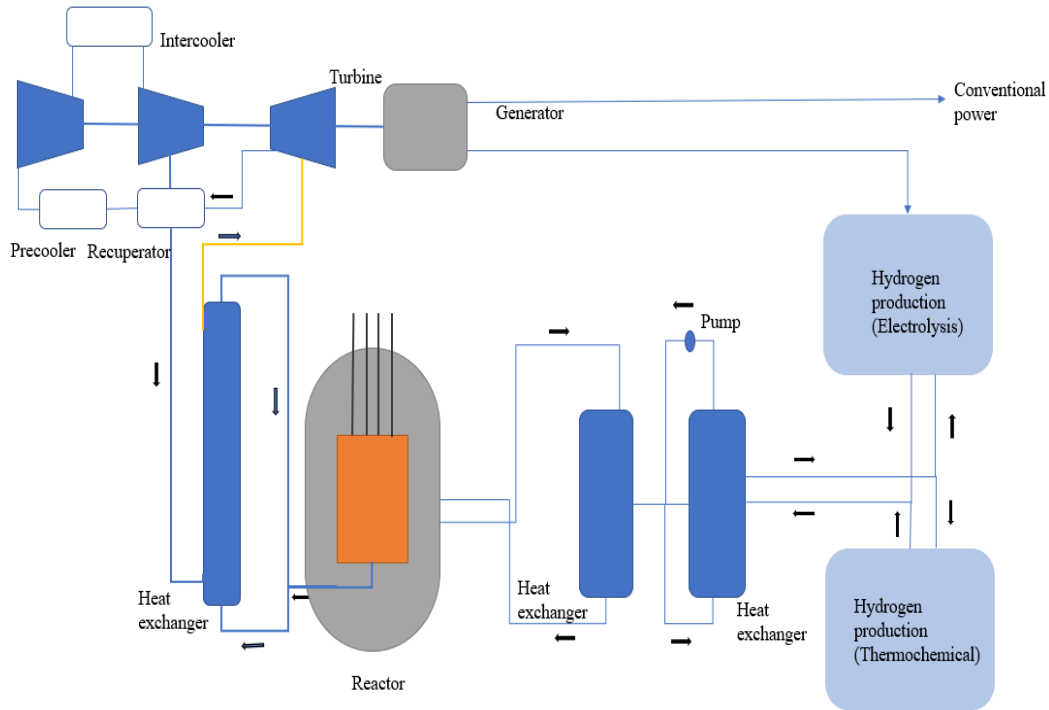 Intercooler
Turbine
Generator
Conventional
power
Precooler
Recuperator
Hydrogen
production
(Electrolysis)
Pump
Heat
exchanger
Heat
exchanger
Heat
exchanger
Hydrogen
production
(Thermochemical)
Reactor